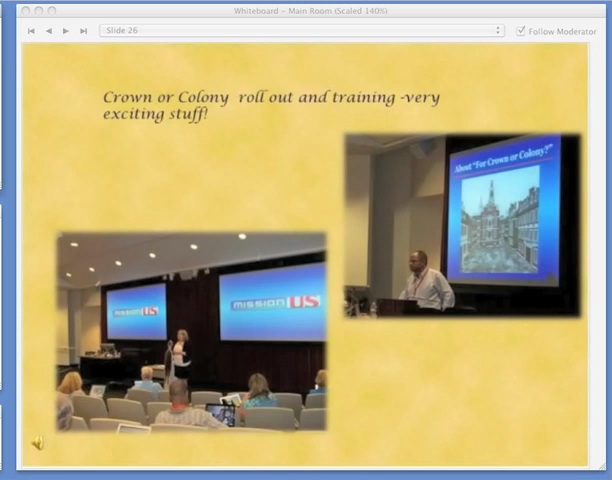 Whiteboard – Main Room (Scaled 140%)
Slide 26
Follow Moderator
Crown or Colony roll out and training -very
exciting stuff!
About "For Crown or Colony?"
mission US
mission US